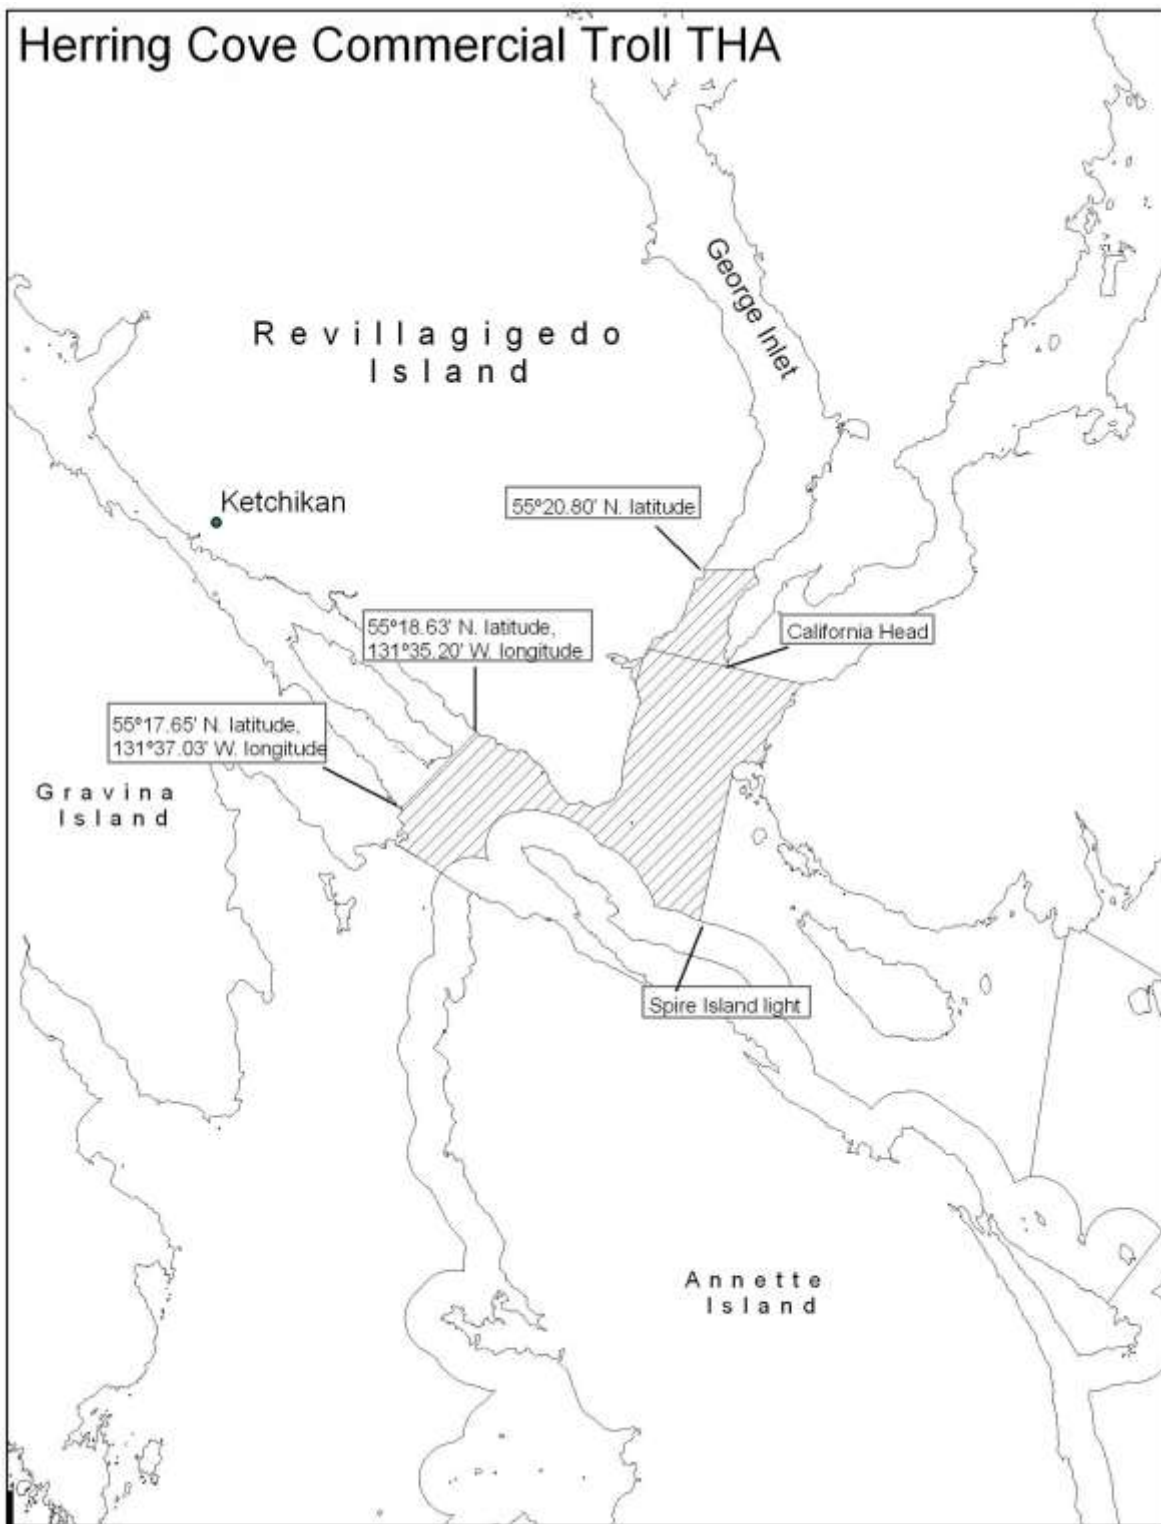 Herring Cove Commercial Troll THA
George Inlet
Revillagigedo
Island
Ketchikan
55°20.80' N. latitude
55°18.63' N. latitude,
131°35.20' W. longitude
California Head
55°17.65' N. latitude,
131°37.03' W. longitude
Gravina
Island
Spire Island light
Annette
Island